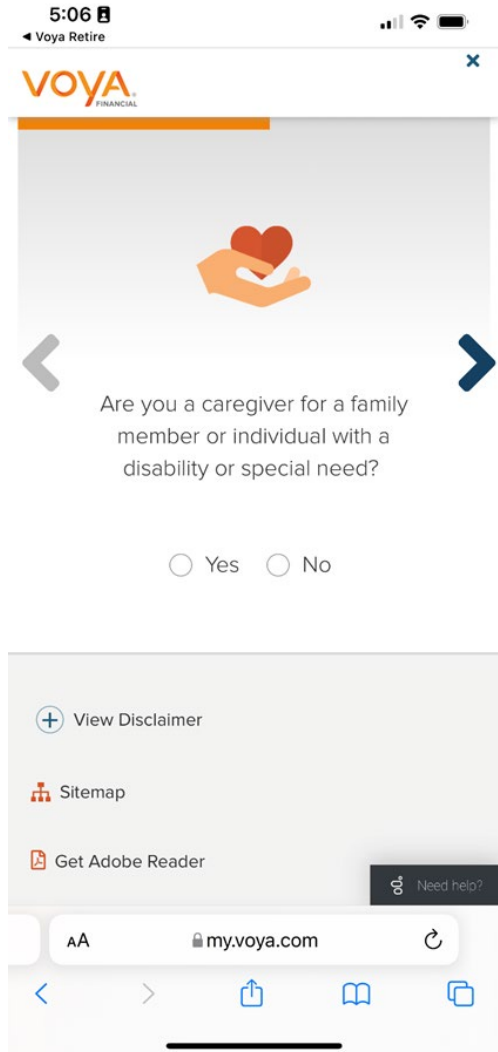 5:06
◀ Voya Retire
VOYA
FINANCIAL
Are you a caregiver for a family
member or individual with a
disability or special need?
Yes No
View Disclaimer
Sitemap
Get Adobe Reader
Need help?
AA my.voya.com